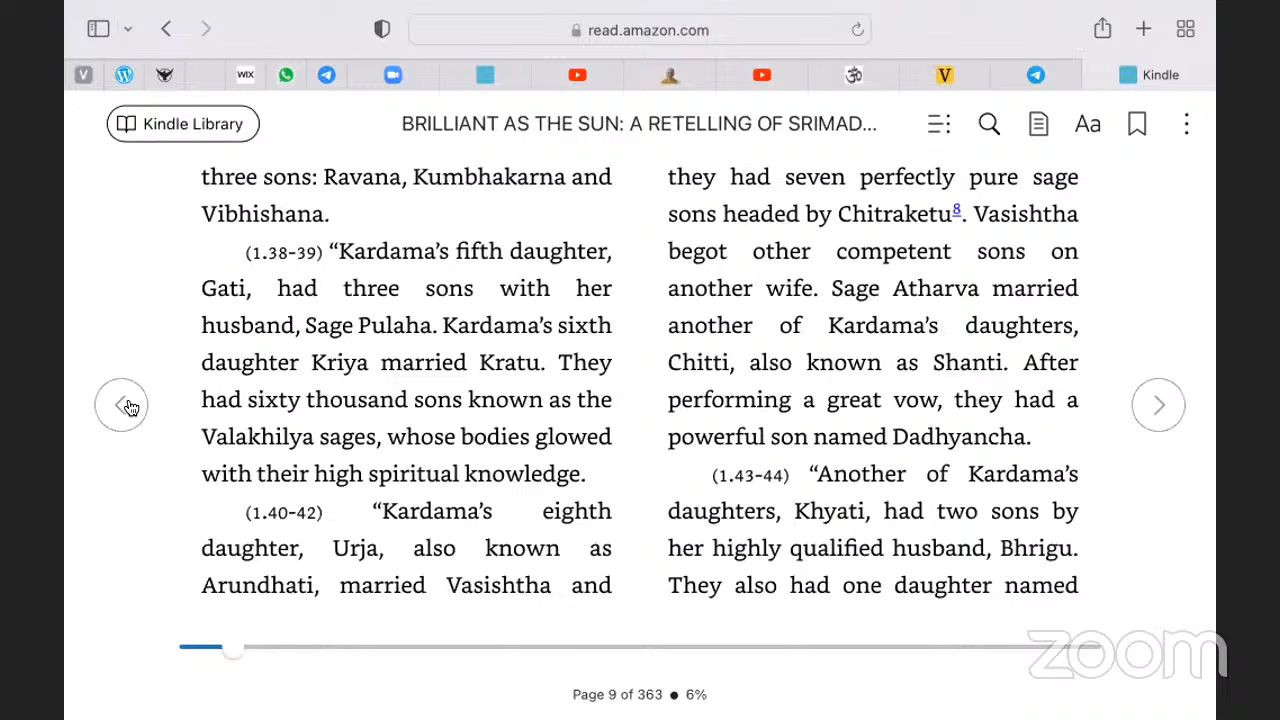 read.amazon.com
V
WIX
V
Kindle
Kindle Library
BRILLIANT AS THE SUN: A RETELLING OF SRIMAD...
Aa
three sons: Ravana, Kumbhakarna and
Vibhishana.
(1.38-39) “Kardama’s fifth daughter,
Gati, had three sons with her
husband, Sage Pulaha. Kardama’s sixth
daughter Kriya married Kratu. They
had sixty thousand sons known as the
Valakhilya sages, whose bodies glowed
with their high spiritual knowledge.
(1.40-42) “Kardama’s eighth
daughter, Urja, also known as
Arundhati, married Vasishtha and
they had seven perfectly pure sage
sons headed by Chitraketu8. Vasishtha
begot other competent sons on
another wife. Sage Atharva married
another of Kardama’s daughters,
Chitti, also known as Shanti. After
performing a great vow, they had a
powerful son named Dadhyancha.
(1.43-44) “Another of Kardama’s
daughters, Khyati, had two sons by
her highly qualified husband, Bhrigu.
They also had one daughter named
Page 9 of 363 ● 6%
zoom